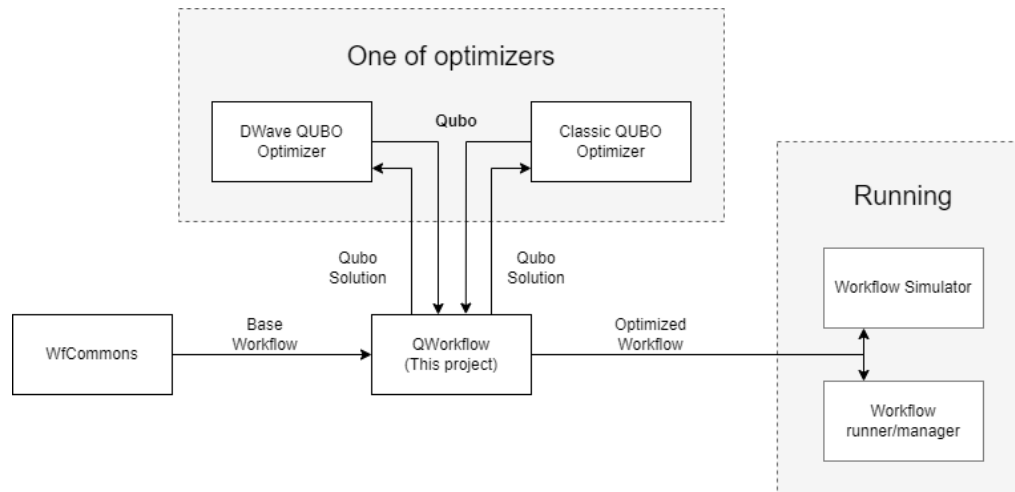 One of optimizers
DWave QUBO
Optimizer
Qubo
Classic QUBO
Optimizer
Running
Qubo
Solution
Qubo
Solution
Workflow Simulator
WfCommons
Base
Workflow
QWorkflow
(This project)
Optimized
Workflow
Workflow
runner/manager